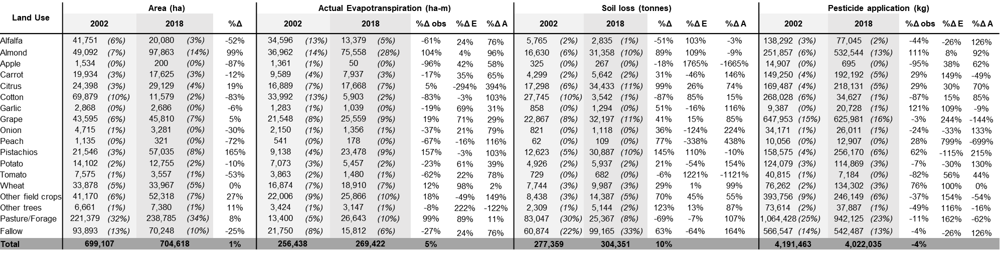 Land Use Area (ha) Actual Evapotranspiration (ha-m) Soil loss (tonnes) Pesticide application (kg)
2002 2018 %Δ 2002 2018 %Δ obs %Δ E %Δ A 2002 2018 %Δ %Δ E %Δ A 2002 2018 %Δ obs %Δ E %Δ A
Alfalfa 41,751 (6%) 20,080 (3%) -52% 34,596 (13%) 13,379 (5%) -61% 24% 76% 5,765 (2%) 2,835 (1%) -51% 103% -3% 138,292 (3%) 77,045 (2%) -44% -26% 126%
Almond 49,092 (7%) 97,863 (14%) 99% 36,962 (14%) 75,558 (28%) 104% 4% 96% 16,630 (6%) 31,358 (10%) 89% 109% -9% 251,857 (6%) 532,544 (13%) 111% 8% 92%
Apple 1,534 (0%) 200 (0%) -87% 1,361 (1%) 50 (0%) -96% 42% 58% 325 (0%) 267 (0%) -18% 1765% -1665% 14,907 (0%) 695 (0%) -95% 38% 62%
Carrot 19,934 (3%) 17,625 (3%) -12% 9,589 (4%) 7,937 (3%) -17% 35% 65% 4,299 (2%) 5,642 (2%) 31% -46% 146% 149,250 (4%) 192,192 (5%) 29% 149% -49%
Citrus 24,398 (3%) 29,129 (4%) 19% 16,889 (7%) 17,668 (7%) 5% -294% 394% 17,298 (6%) 34,433 (11%) 99% 26% 74% 169,487 (4%) 218,131 (5%) 29% 30% 70%
Cotton 69,879 (10%) 11,579 (2%) -83% 33,992 (13%) 5,903 (2%) -83% -3% 103% 27,745 (10%) 3,542 (1%) -87% 85% 15% 268,028 (6%) 34,627 (1%) -87% 15% 85%
Garlic 2,868 (0%) 2,686 (0%) -6% 1,283 (1%) 1,039 (0%) -19% 69% 31% 858 (0%) 1,294 (0%) 51% -16% 116% 9,387 (0%) 20,728 (1%) 121% 109% -9%
Grape 43,595 (6%) 45,810 (7%) 5% 21,548 (8%) 25,559 (9%) 19% 71% 29% 22,867 (8%) 32,197 (11%) 41% 15% 85% 647,953 (15%) 625,981 (16%) -3% 244% -144%
Onion 4,715 (1%) 3,281 (0%) -30% 2,150 (1%) 1,356 (1%) -37% 21% 79% 821 (0%) 1,118 (0%) 36% -124% 224% 34,171 (1%) 26,011 (1%) -24% -33% 133%
Peach 1,135 (0%) 321 (0%) -72% 541 (0%) 178 (0%) -67% -16% 116% 62 (0%) 109 (0%) 77% -338% 438% 10,056 (0%) 12,907 (0%) 28% 799% -699%
Pistachios 21,546 (3%) 57,035 (8%) 165% 9,138 (4%) 23,478 (9%) 157% -3% 103% 12,623 (5%) 30,887 (10%) 145% 110% -10% 158,575 (4%) 256,170 (6%) 62% -115% 215%
Potato 14,102 (2%) 12,755 (2%) -10% 7,073 (3%) 5,457 (2%) -23% 61% 39% 4,926 (2%) 5,937 (2%) 21% -54% 154% 124,079 (3%) 114,869 (3%) -7% -30% 130%
Tomato 7,575 (1%) 3,557 (1%) -53% 3,863 (2%) 1,480 (1%) -62% 22% 78% 729 (0%) 682 (0%) -6% 1221% -1121% 40,815 (1%) 7,184 (0%) -82% 56% 44%
Wheat 33,878 (5%) 33,967 (5%) 0% 16,874 (7%) 18,910 (7%) 12% 98% 2% 7,744 (3%) 9,987 (3%) 29% 1% 99% 76,262 (2%) 134,302 (3%) 76% 100% 0%
Other field crops 41,170 (6%) 52,318 (7%) 27% 22,006 (9%) 25,866 (10%) 18% -49% 149% 8,438 (3%) 14,387 (5%) 70% 45% 55% 393,756 (9%) 246,149 (6%) -37% 154% -54%
Other trees 6,661 (1%) 7,380 (1%) 11% 3,424 (1%) 3,147 (1%) -8% 222% -122% 2,309 (1%) 5,144 (2%) 123% 13% 87% 73,614 (2%) 37,887 (1%) -49% 116% -16%
Pasture/Forage 221,379 (32%) 238,785 (34%) 8% 13,400 (5%) 26,643 (10%) 99% 89% 11% 83,047 (30%) 25,367 (8%) -69% -7% 107% 1,064,428 (25%) 942,125 (23%) -11% 162% -62%
Fallow 93,893 (13%) 70,248 (10%) -25% 21,750 (8%) 15,812 (6%) -27% 24% 76% 60,874 (22%) 99,165 (33%) 63% -64% 164% 566,547 (14%) 542,487 (13%) -4% -26% 126%
Total 699,107 704,618 1% 256,438 269,422 5% 277,359 304,351 10% 4,191,463 4,022,035 -4%